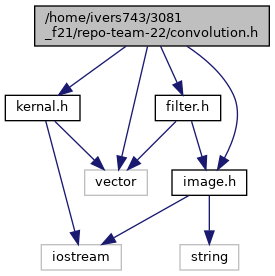 /home/ivers743/3081
_f21/repo-team-22/convolution.h
kernal.h
filter.h
vector
image.h
iostream
string